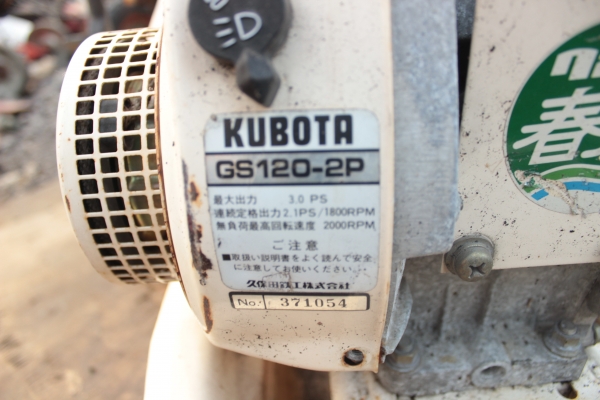 KUBOTA
GS120-2P
最大出力 3.0 PS
連続定格出力 2.1PS/1800RPM
無負荷最高回転速度 2000RPM
ご注意
■取扱い説明書をよく読んで安全
に注意してお使いください…
久保田鉄工株式会社
No. 371054
春